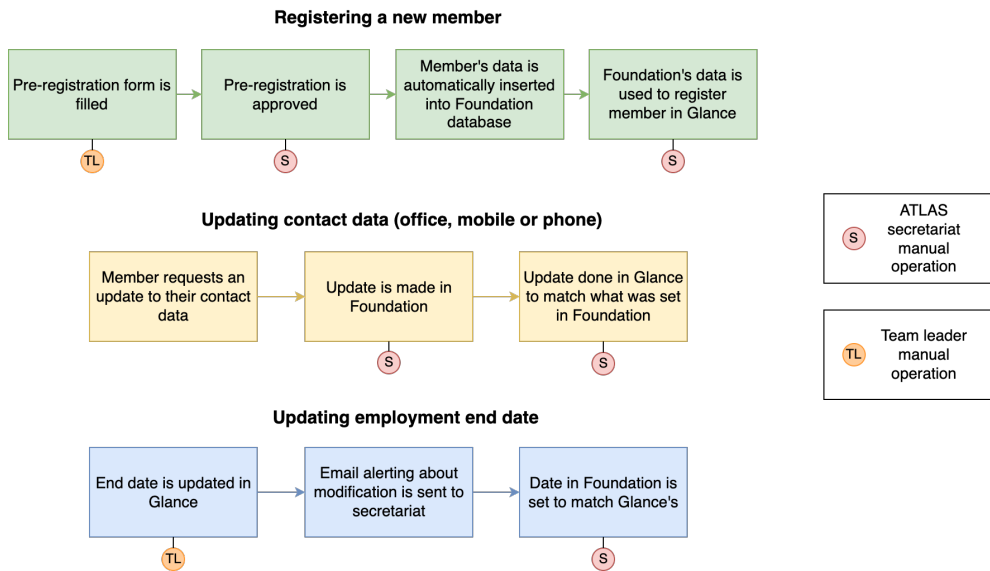 Registering a new member
Pre-registration form is
filled
Pre-registration is
approved
Member's data is
automatically inserted
into Foundation
database
Foundation's data is
used to register
member in Glance
TL
S
S
Updating contact data (office, mobile or phone)
Member requests an
update to their contact
data
Update is made in
Foundation
Update done in Glance
to match what was set
in Foundation
S
S
Updating employment end date
End date is updated in
Glance
Email alerting about
modification is sent to
secretariat
Date in Foundation is
set to match Glance's
TL
S
S
ATLAS
secretariat
manual
operation
TL
Team leader
manual
operation